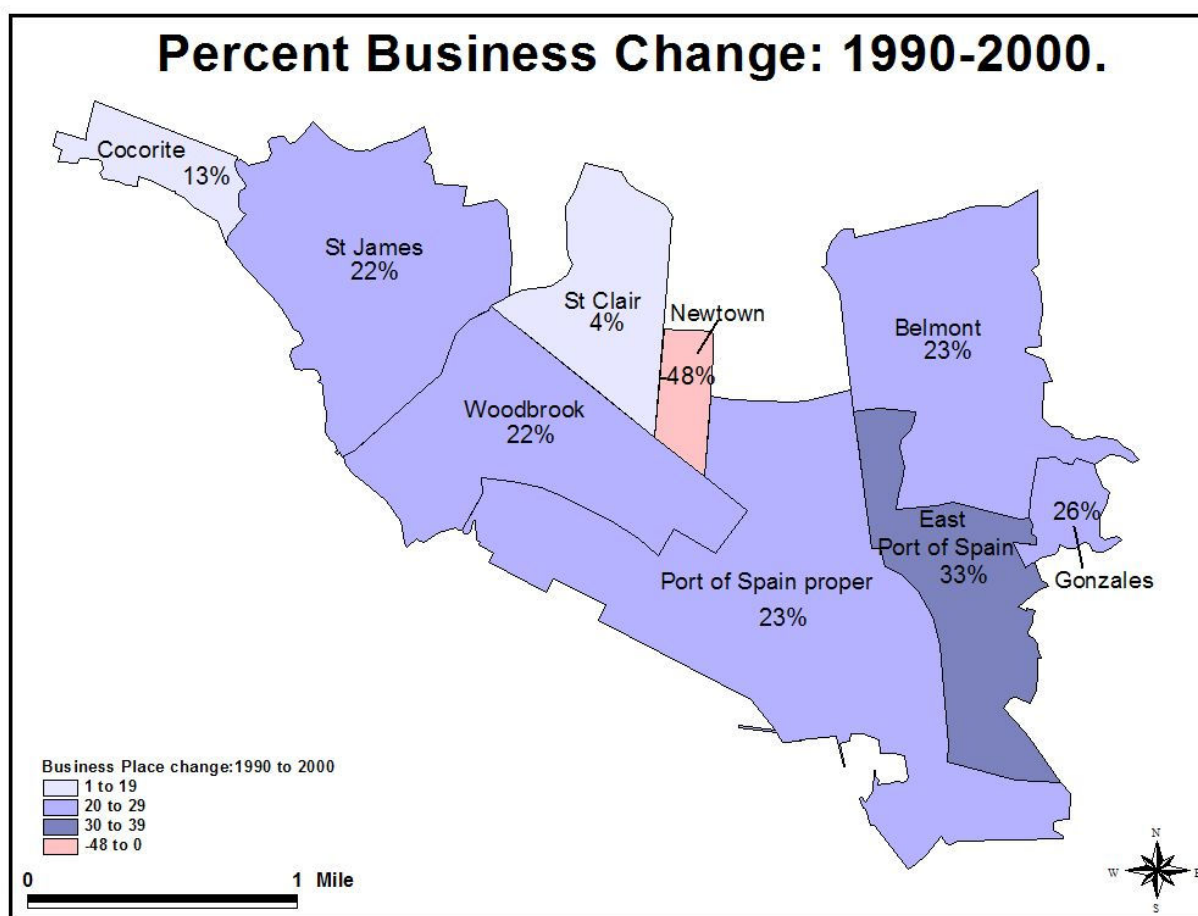 Percent Business Change: 1990-2000.
Cocorite
13%
St James
22%
St Clair
4%
Newtown
-48%
Belmont
23%
Woodbrook
22%
East
Port of Spain
33%
26%
Gonzales
Port of Spain proper
23%
Business Place change:1990 to 2000
1 to 19
20 to 29
30 to 39
-48 to 0
0 1 Mile
N
W E
S